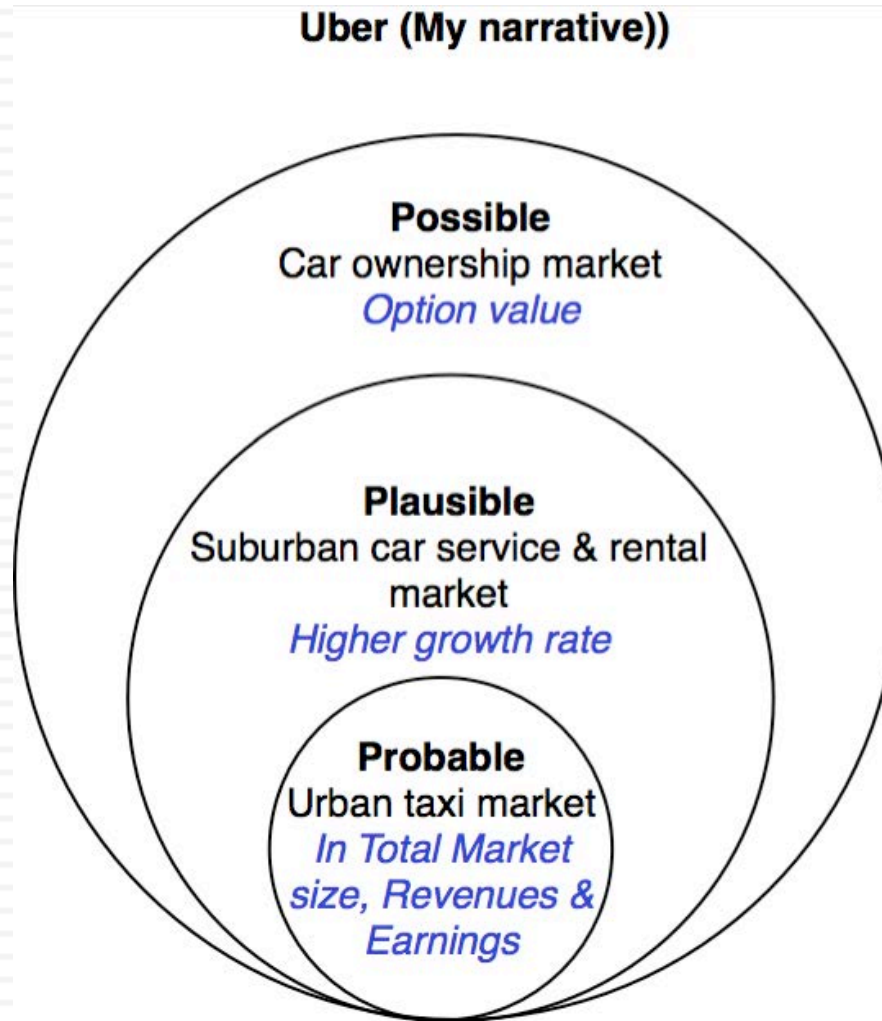 Uber (My narrative))
Possible
Car ownership market
Option value
Plausible
Suburban car service & rental
market
Higher growth rate
Probable
Urban taxi market
In Total Market
size, Revenues &
Earnings